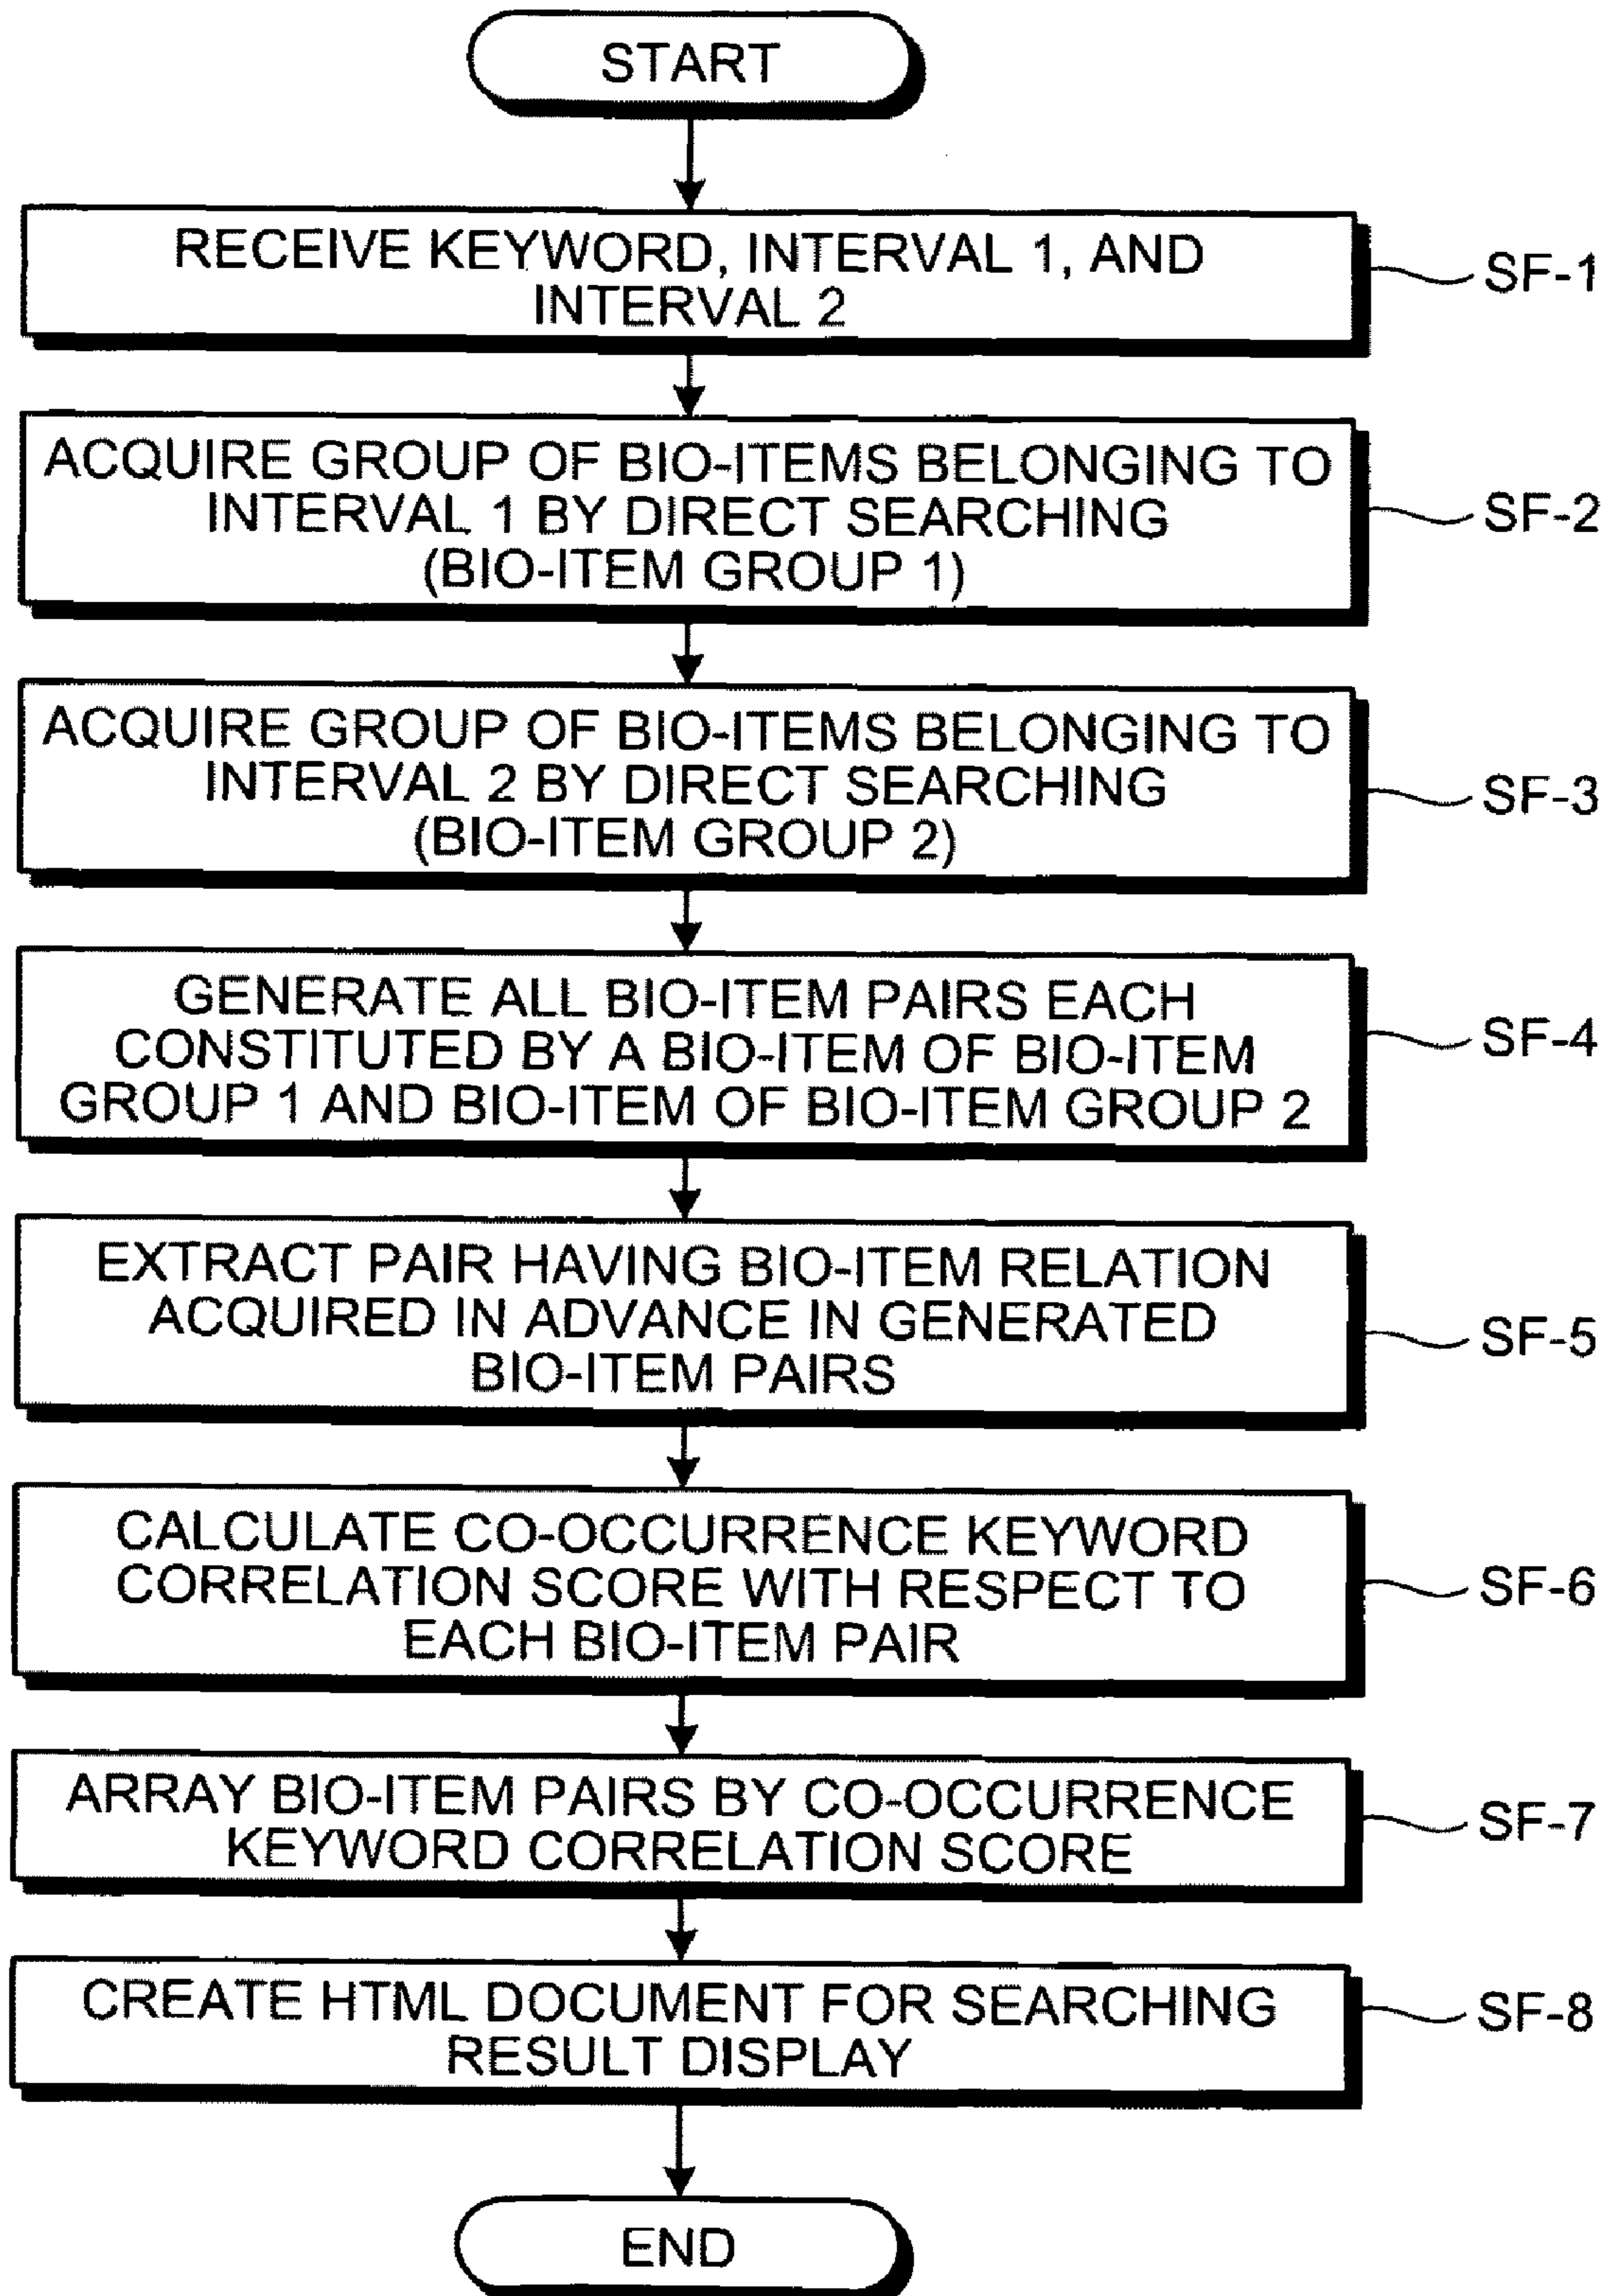 START
RECEIVE KEYWORD, INTERVAL 1, AND
INTERVAL 2
SF-1
ACQUIRE GROUP OF BIO-ITEMS BELONGING TO
INTERVAL 1 BY DIRECT SEARCHING
(BIO-ITEM GROUP 1)
SF-2
ACQUIRE GROUP OF BIO-ITEMS BELONGING TO
INTERVAL 2 BY DIRECT SEARCHING
(BIO-ITEM GROUP 2)
SF-3
GENERATE ALL BIO-ITEM PAIRS EACH
CONSTITUTED BY A BIO-ITEM OF BIO-ITEM
GROUP 1 AND BIO-ITEM OF BIO-ITEM GROUP 2
SF-4
EXTRACT PAIR HAVING BIO-ITEM RELATION
ACQUIRED IN ADVANCE IN GENERATED
BIO-ITEM PAIRS
SF-5
CALCULATE CO-OCCURRENCE KEYWORD
CORRELATION SCORE WITH RESPECT TO
EACH BIO-ITEM PAIR
SF-6
ARRAY BIO-ITEM PAIRS BY CO-OCCURRENCE
KEYWORD CORRELATION SCORE
SF-7
CREATE HTML DOCUMENT FOR SEARCHING
RESULT DISPLAY
SF-8
END